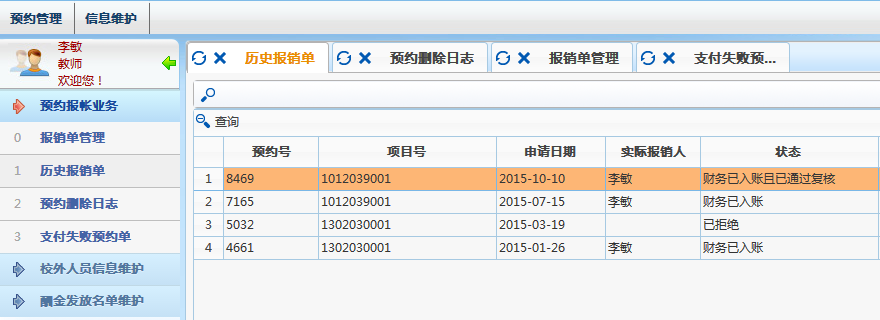 预约管理 信息维护
李敏
教师
欢迎您！
预约报帐业务
0 报销单管理
1 历史报销单
2 预约删除日志
3 支付失败预约单
校外人员信息维护
酬金发放名单维护
历史报销单 预约删除日志 报销单管理 支付失败预...
查询
预约号 项目号 申请日期 实际报销人 状态
1 8469 1012039001 2015-10-10 李敏 财务已入账且已通过复核
2 7165 1012039001 2015-07-15 李敏 财务已入账
3 5032 1302030001 2015-03-19 已拒绝
4 4661 1302030001 2015-01-26 李敏 财务已入账